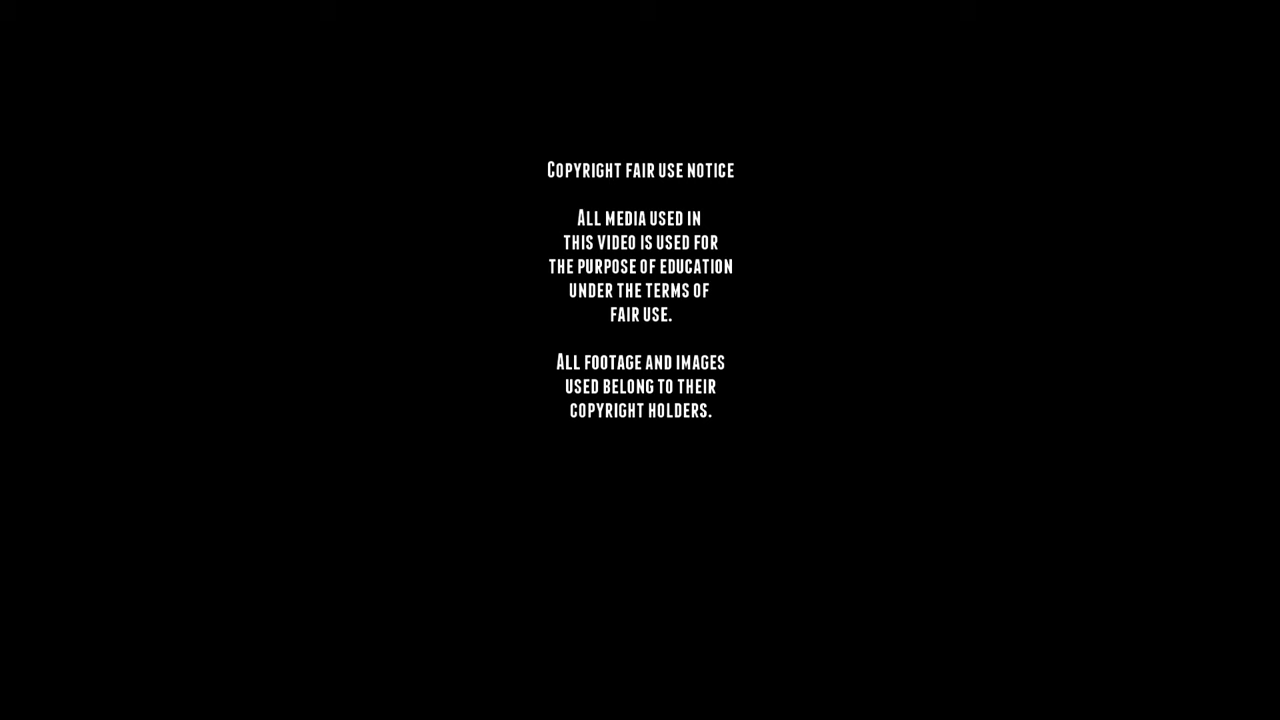 Copyright fair use notice
All media used in
this video is used for
the purpose of education
under the terms of
fair use.
All footage and images
used belong to their
copyright holders.